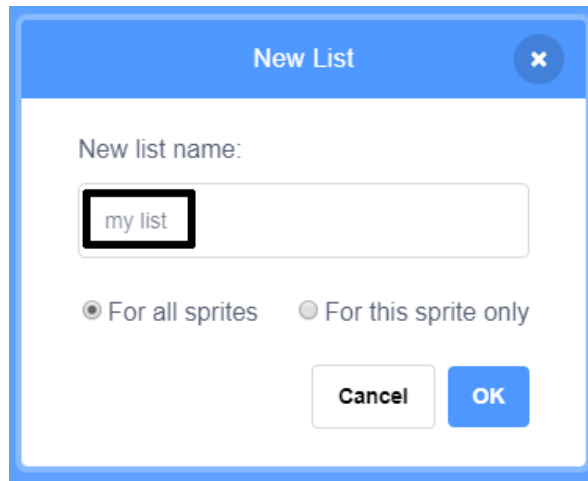 New List
New list name:
my list
For all sprites For this sprite only
Cancel OK